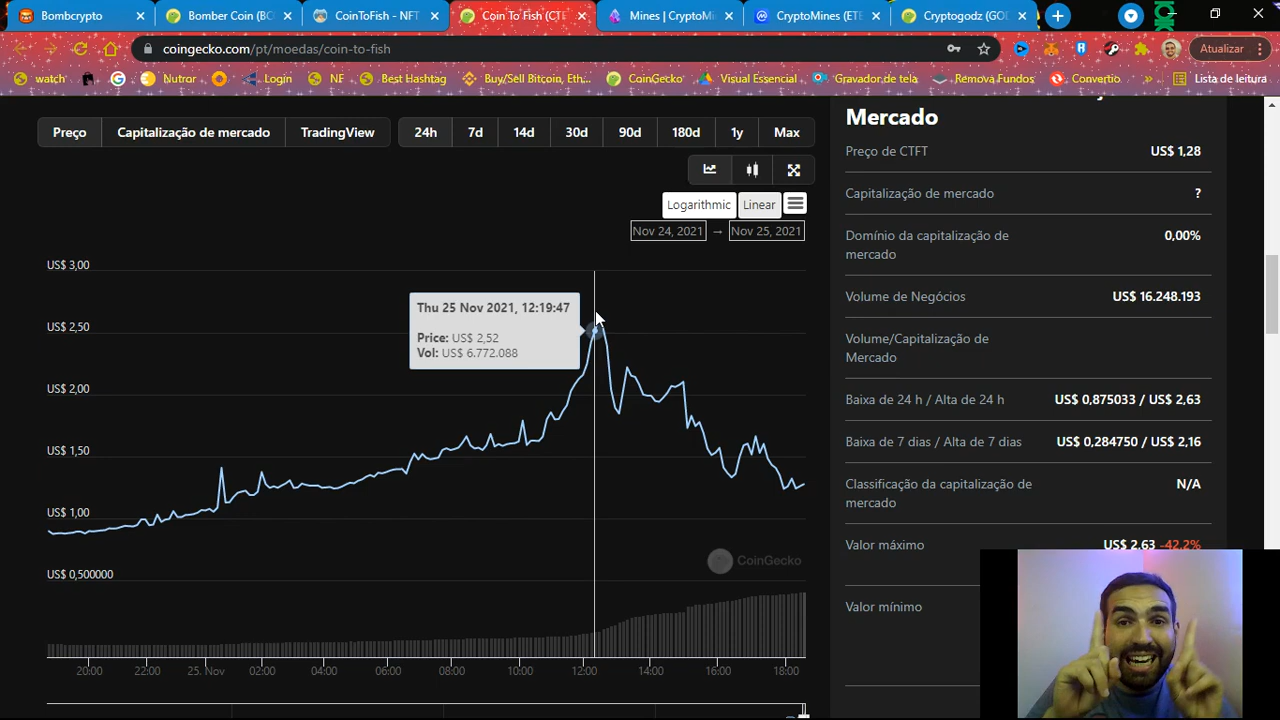 Bombcrypto
Bomber Coin (BC
CoinToFish - NFT
Coin To Fish (CTF
Mines | CryptoMi
CryptoMines (ETE
Cryptogodz (GOD
coingecko.com/pt/moedas/coin-to-fish
Atualizar
watch
Nutror
Login
NF
Best Hashtag
Buy/Sell Bitcoin, Eth...
CoinGecko
Visual Essencial
Gravador de tela
Remova Fundos
Convertio
»
Lista de leitura
Preço
Capitalização de mercado
TradingView
24h
7d
14d
30d
90d
180d
1y
Max
Logarithmic
Linear
Nov 24, 2021 → Nov 25, 2021
US$ 3,00
US$ 2,50
US$ 2,00
US$ 1,50
US$ 1,00
US$ 0,500000
Thu 25 Nov 2021, 12:19:47
Price: US$ 2,52
Vol: US$ 6.772.088
CoinGecko
20:00
22:00
25. Nov
02:00
04:00
06:00
08:00
10:00
12:00
14:00
16:00
18:00
Mercado
Preço de CTFT
US$ 1,28
Capitalização de mercado
?
Domínio da capitalização de
mercado
0,00%
Volume de Negócios
US$ 16.248.193
Volume/Capitalização de
Mercado
Baixa de 24 h / Alta de 24 h
US$ 0,875033 / US$ 2,63
Baixa de 7 dias / Alta de 7 dias
US$ 0,284750 / US$ 2,16
Classificação da capitalização de
mercado
N/A
Valor máximo
US$ 2,63 -42.2%
Valor mínimo